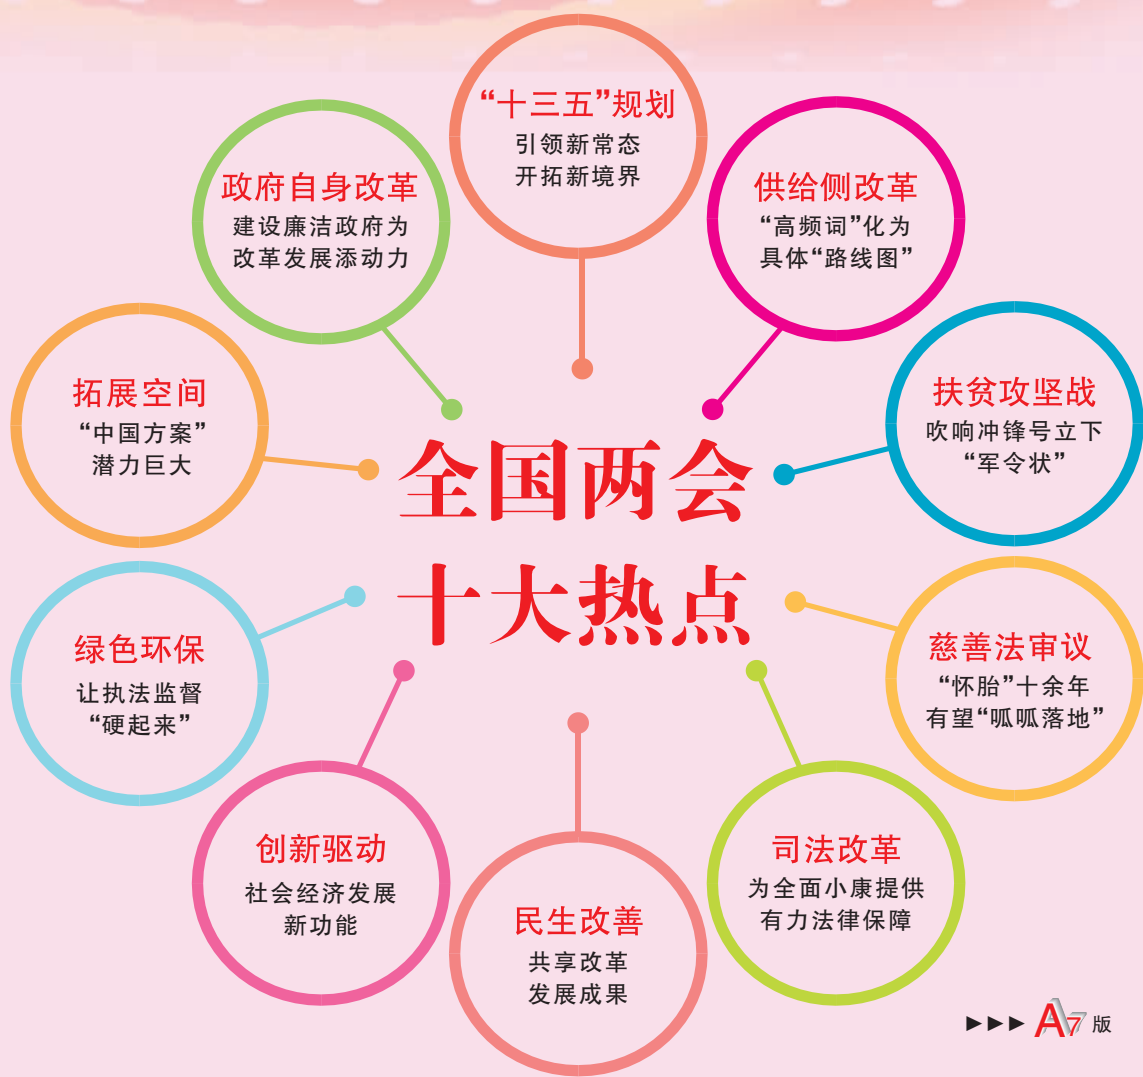 全国两会
十大热点
“十三五”规划
引领新常态
开拓新境界
供给侧改革
“高频词”化为
具体“路线图”
扶贫攻坚战
吹响冲锋号立下
“军令状”
慈善法审议
“怀胎”十余年
有望“呱呱落地”
司法改革
为全面小康提供
有力法律保障
民生改善
共享改革
发展成果
创新驱动
社会经济发展
新功能
绿色环保
让执法监督
“硬起来”
拓展空间
“中国方案”
潜力巨大
政府自身改革
建设廉洁政府为
改革发展添动力
▶▶▶ A7 版